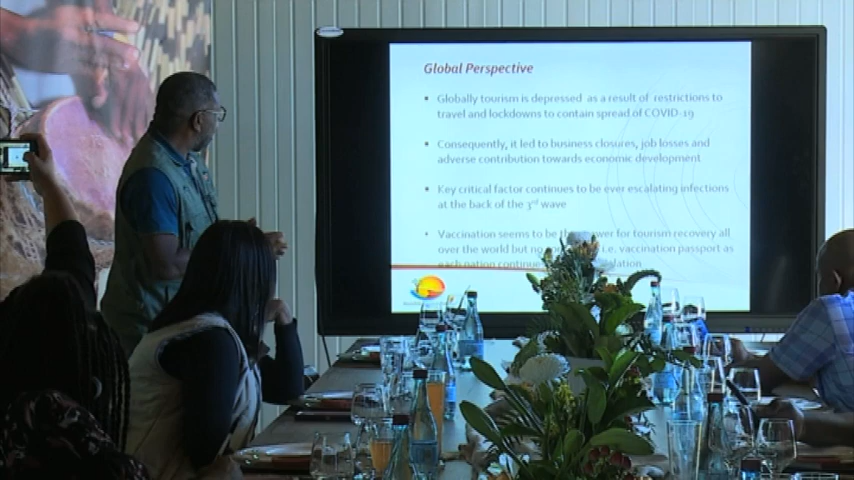 Global Perspective
▪ Globally tourism is depressed as a result of restrictions to
travel and lockdowns to contain spread of COVID-19
▪ Consequently, it led to business closures, job losses and
adverse contribution towards economic development
▪ Key critical factor continues to be ever escalating infections
at the back of the 3rd wave
▪ Vaccination seems to be for tourism recovery all
over the world but no i.e. vaccination passport as
each nation